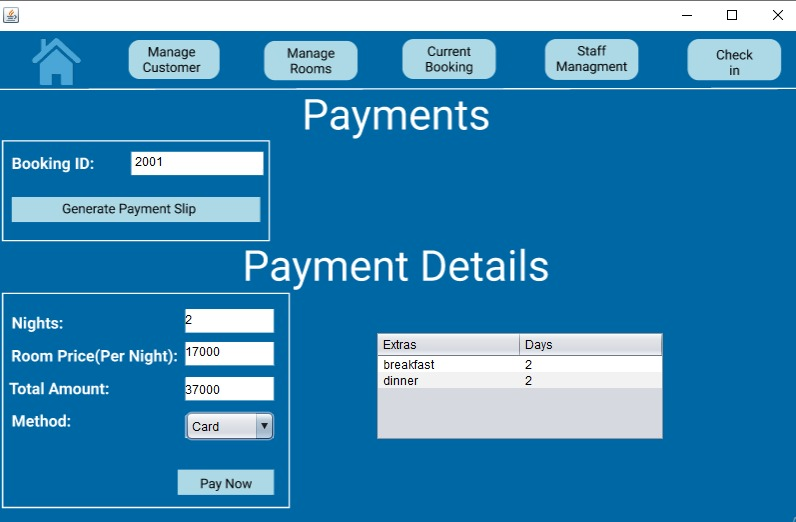 Manage
Customer
Manage
Rooms
Current
Booking
Staff
Managment
Check
in
Payments
Booking ID: 2001
Generate Payment Slip
Payment Details
Nights: 2
Room Price(Per Night): 17000
Total Amount: 37000
Method: Card
Pay Now
Extras Days
breakfast 2
dinner 2